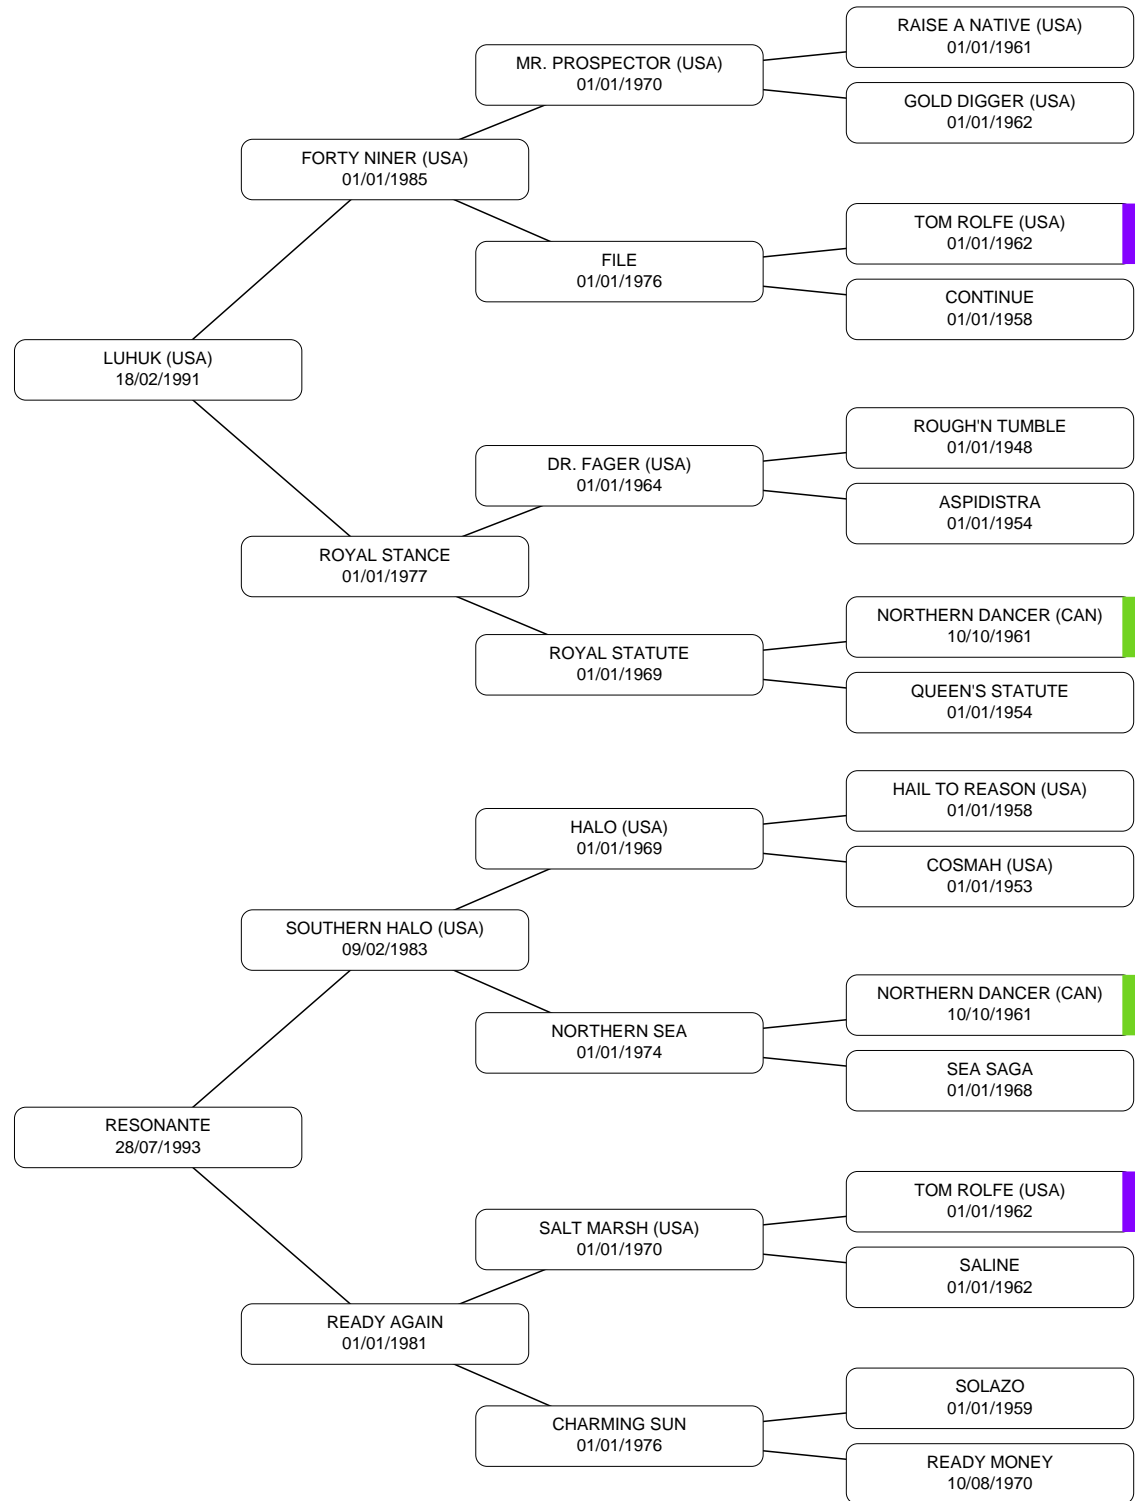 RAISE A NATIVE (USA)
01/01/1961
MR. PROSPECTOR (USA)
01/01/1970
GOLD DIGGER (USA)
01/01/1962
FORTY NINER (USA)
01/01/1985
TOM ROLFE (USA)
01/01/1962
FILE
01/01/1976
CONTINUE
01/01/1958
LUHUK (USA)
18/02/1991
ROUGH'N TUMBLE
01/01/1948
DR. FAGER (USA)
01/01/1964
ASPIDISTRA
01/01/1954
ROYAL STANCE
01/01/1977
NORTHERN DANCER (CAN)
10/10/1961
ROYAL STATUTE
01/01/1969
QUEEN'S STATUTE
01/01/1954
HAIL TO REASON (USA)
01/01/1958
HALO (USA)
01/01/1969
COSMAH (USA)
01/01/1953
SOUTHERN HALO (USA)
09/02/1983
NORTHERN DANCER (CAN)
10/10/1961
NORTHERN SEA
01/01/1974
SEA SAGA
01/01/1968
RESONANTE
28/07/1993
TOM ROLFE (USA)
01/01/1962
SALT MARSH (USA)
01/01/1970
SALINE
01/01/1962
READY AGAIN
01/01/1981
SOLAZO
01/01/1959
CHARMING SUN
01/01/1976
READY MONEY
10/08/1970